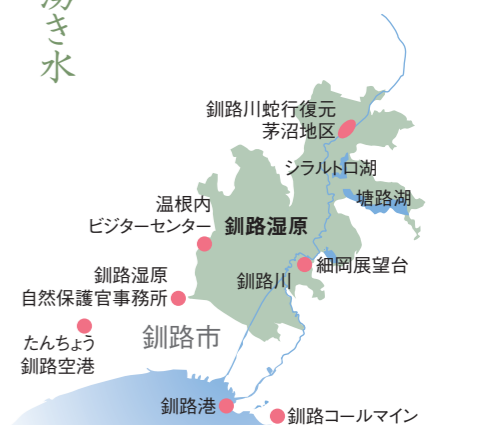 湧き水
釧路川蛇行復元
茅沼地区
シラルトロ湖
塘路湖
温根内
ビジターセンター
釧路湿原
細岡展望台
釧路川
釧路湿原
自然保護官事務所
釧路市
たんちょう
釧路空港
釧路港
釧路コールマイン